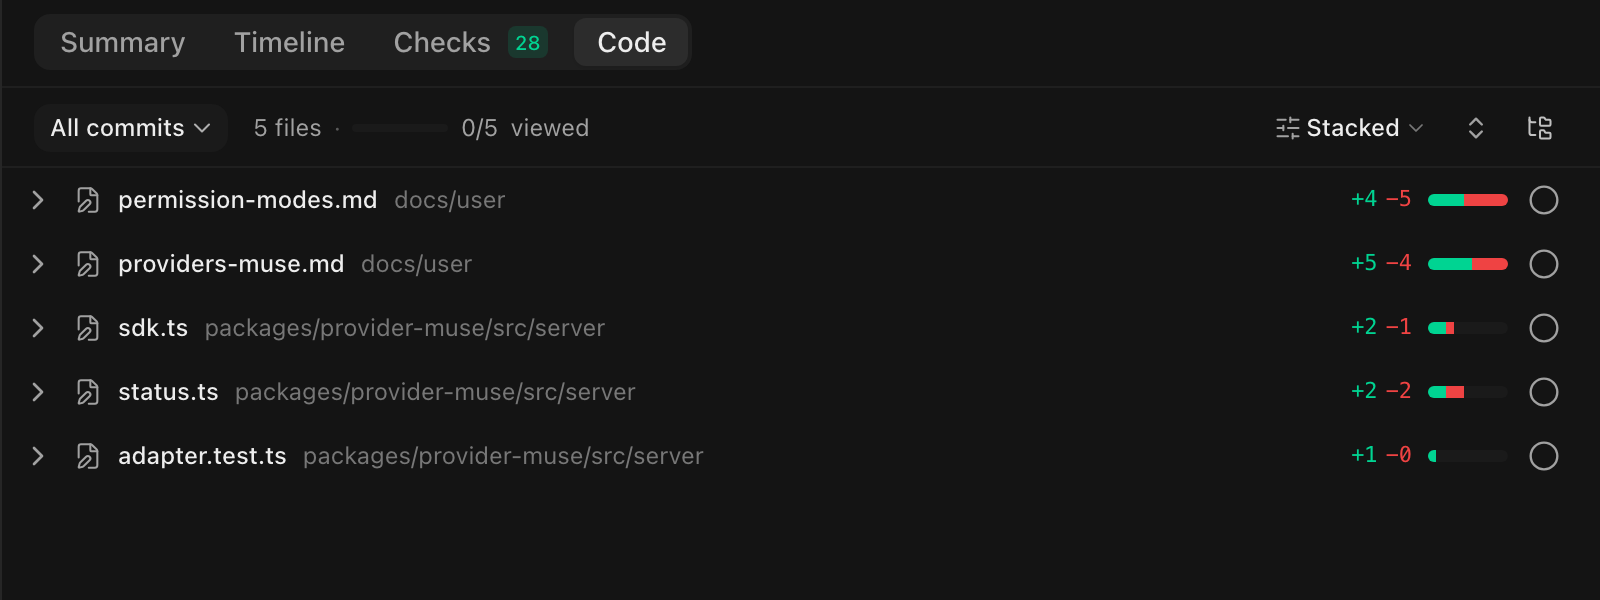 Summary Timeline Checks 28 Code
All commits 5 files · 0/5 viewed Stacked
permission-modes.md docs/user +4 −5
providers-muse.md docs/user +5 −4
sdk.ts packages/provider-muse/src/server +2 −1
status.ts packages/provider-muse/src/server +2 −2
adapter.test.ts packages/provider-muse/src/server +1 −0